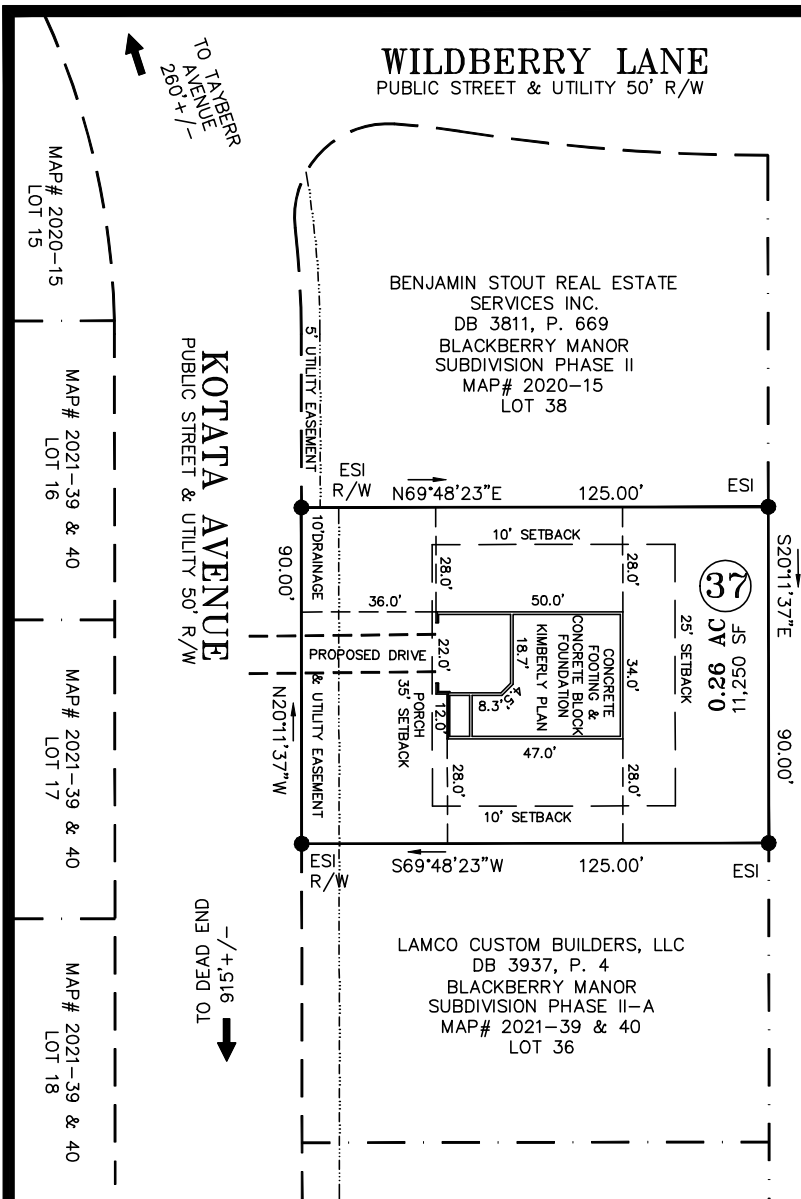 WILDBERRY LANE
PUBLIC STREET & UTILITY 50' R/W
TO TAYBERR
AVENUE
260'+/-
MAP# 2020-15
LOT 15
BENJAMIN STOUT REAL ESTATE
SERVICES INC.
DB 3811, P. 669
BLACKBERRY MANOR
SUBDIVISION PHASE II
MAP# 2020-15
LOT 38
5' UTILITY EASEMENT
KOTATA AVENUE
PUBLIC STREET & UTILITY 50' R/W
MAP# 2021-39 & 40
LOT 16
ESI
R/W
N69°48'23"E
125.00'
ESI
S20°11'37"E
90.00'
10' DRAINAGE
& UTILITY EASEMENT
90.00'
N20°11'37"W
10' SETBACK
28.0'
28.0'
37
11,250 SF
0.26 AC
25' SETBACK
36.0'
50.0'
CONCRETE
FOOTING &
CONCRETE BLOCK
FOUNDATION
KIMBERLY PLAN
34.0'
18.7'
22.0'
PROPOSED DRIVE
4.5'
8.3'
12.0'
PORCH
35' SETBACK
47.0'
28.0'
28.0'
10' SETBACK
MAP# 2021-39 & 40
LOT 17
ESI
R/W
S69°48'23"W
125.00'
ESI
915'+/-
TO DEAD END
LAMCO CUSTOM BUILDERS, LLC
DB 3937, P. 4
BLACKBERRY MANOR
SUBDIVISION PHASE II-A
MAP# 2021-39 & 40
LOT 36
MAP# 2021-39 & 40
LOT 18